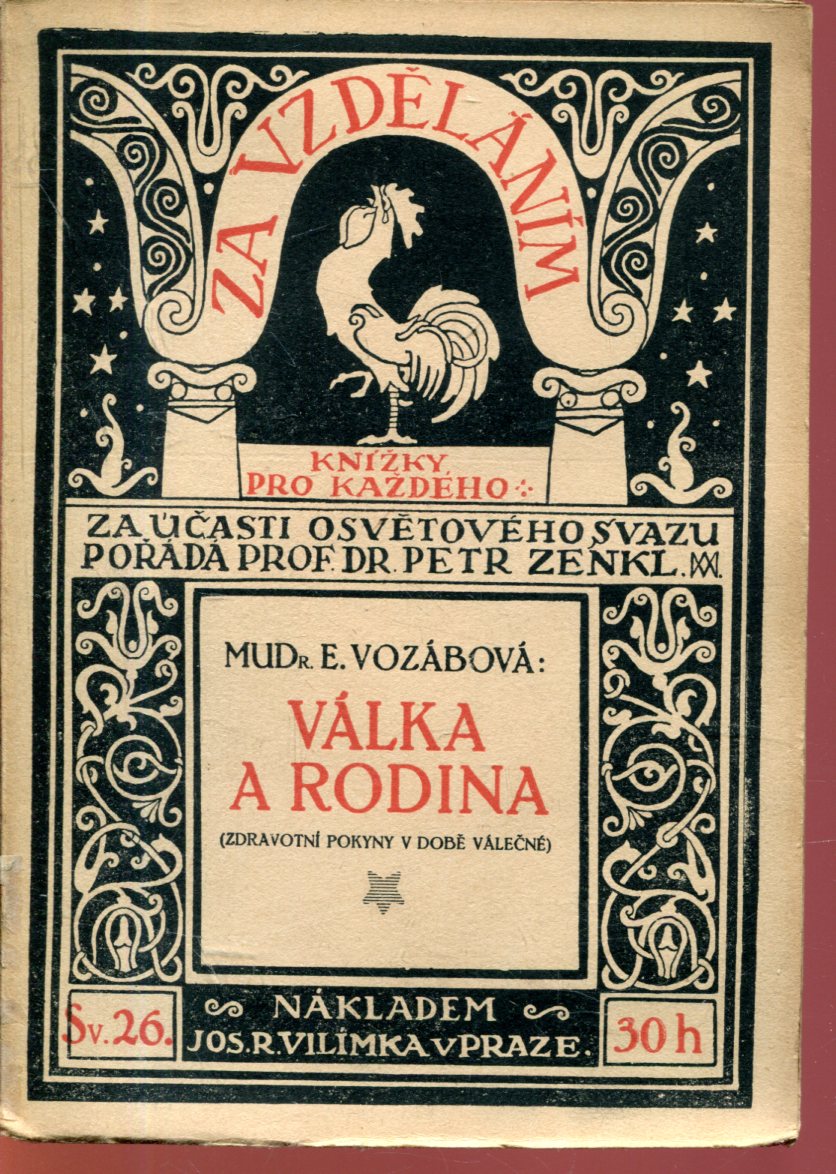 ZA VZDĚLÁNÍM
KNÍŽKY
PRO KAŽDÉHO
ZA ÚČASTI OSVĚTOVÉHO SVAZU
POŘÁDÁ PROF. DR. PETR ZENKL.
MUDR. E. VOZÁBOVÁ:
VÁLKA
A RODINA
(ZDRAVOTNÍ POKYNY V DOBĚ VÁLEČNÉ)
NÁKLADEM
JOS. R. VILÍMKA V PRAZE.
Sv. 26.
30 h